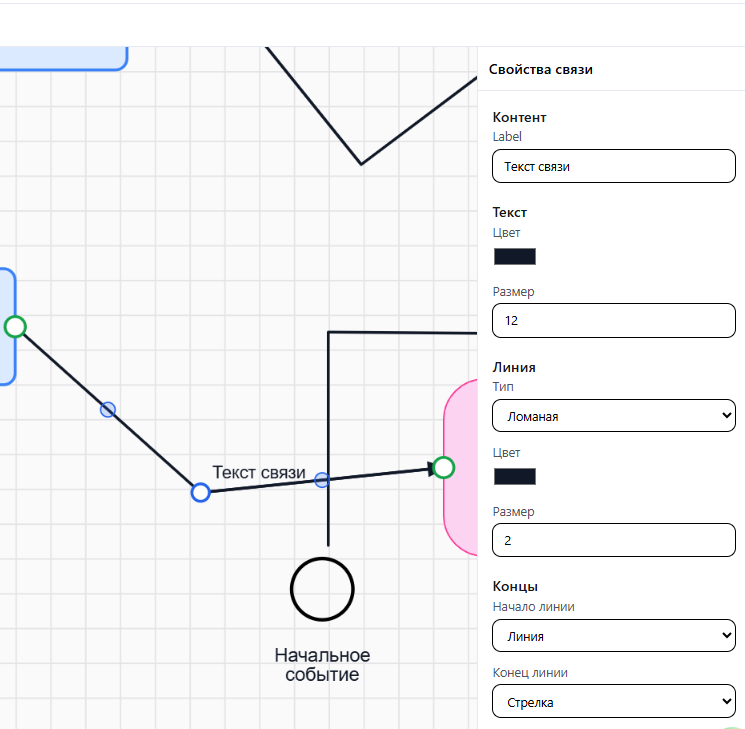 Свойства связи
Контент
Label
Текст связи
Текст
Цвет
Размер
12
Линия
Тип
Ломаная
Цвет
Размер
2
Концы
Начало линии
Линия
Конец линии
Стрелка
Текст связи
Начальное
событие